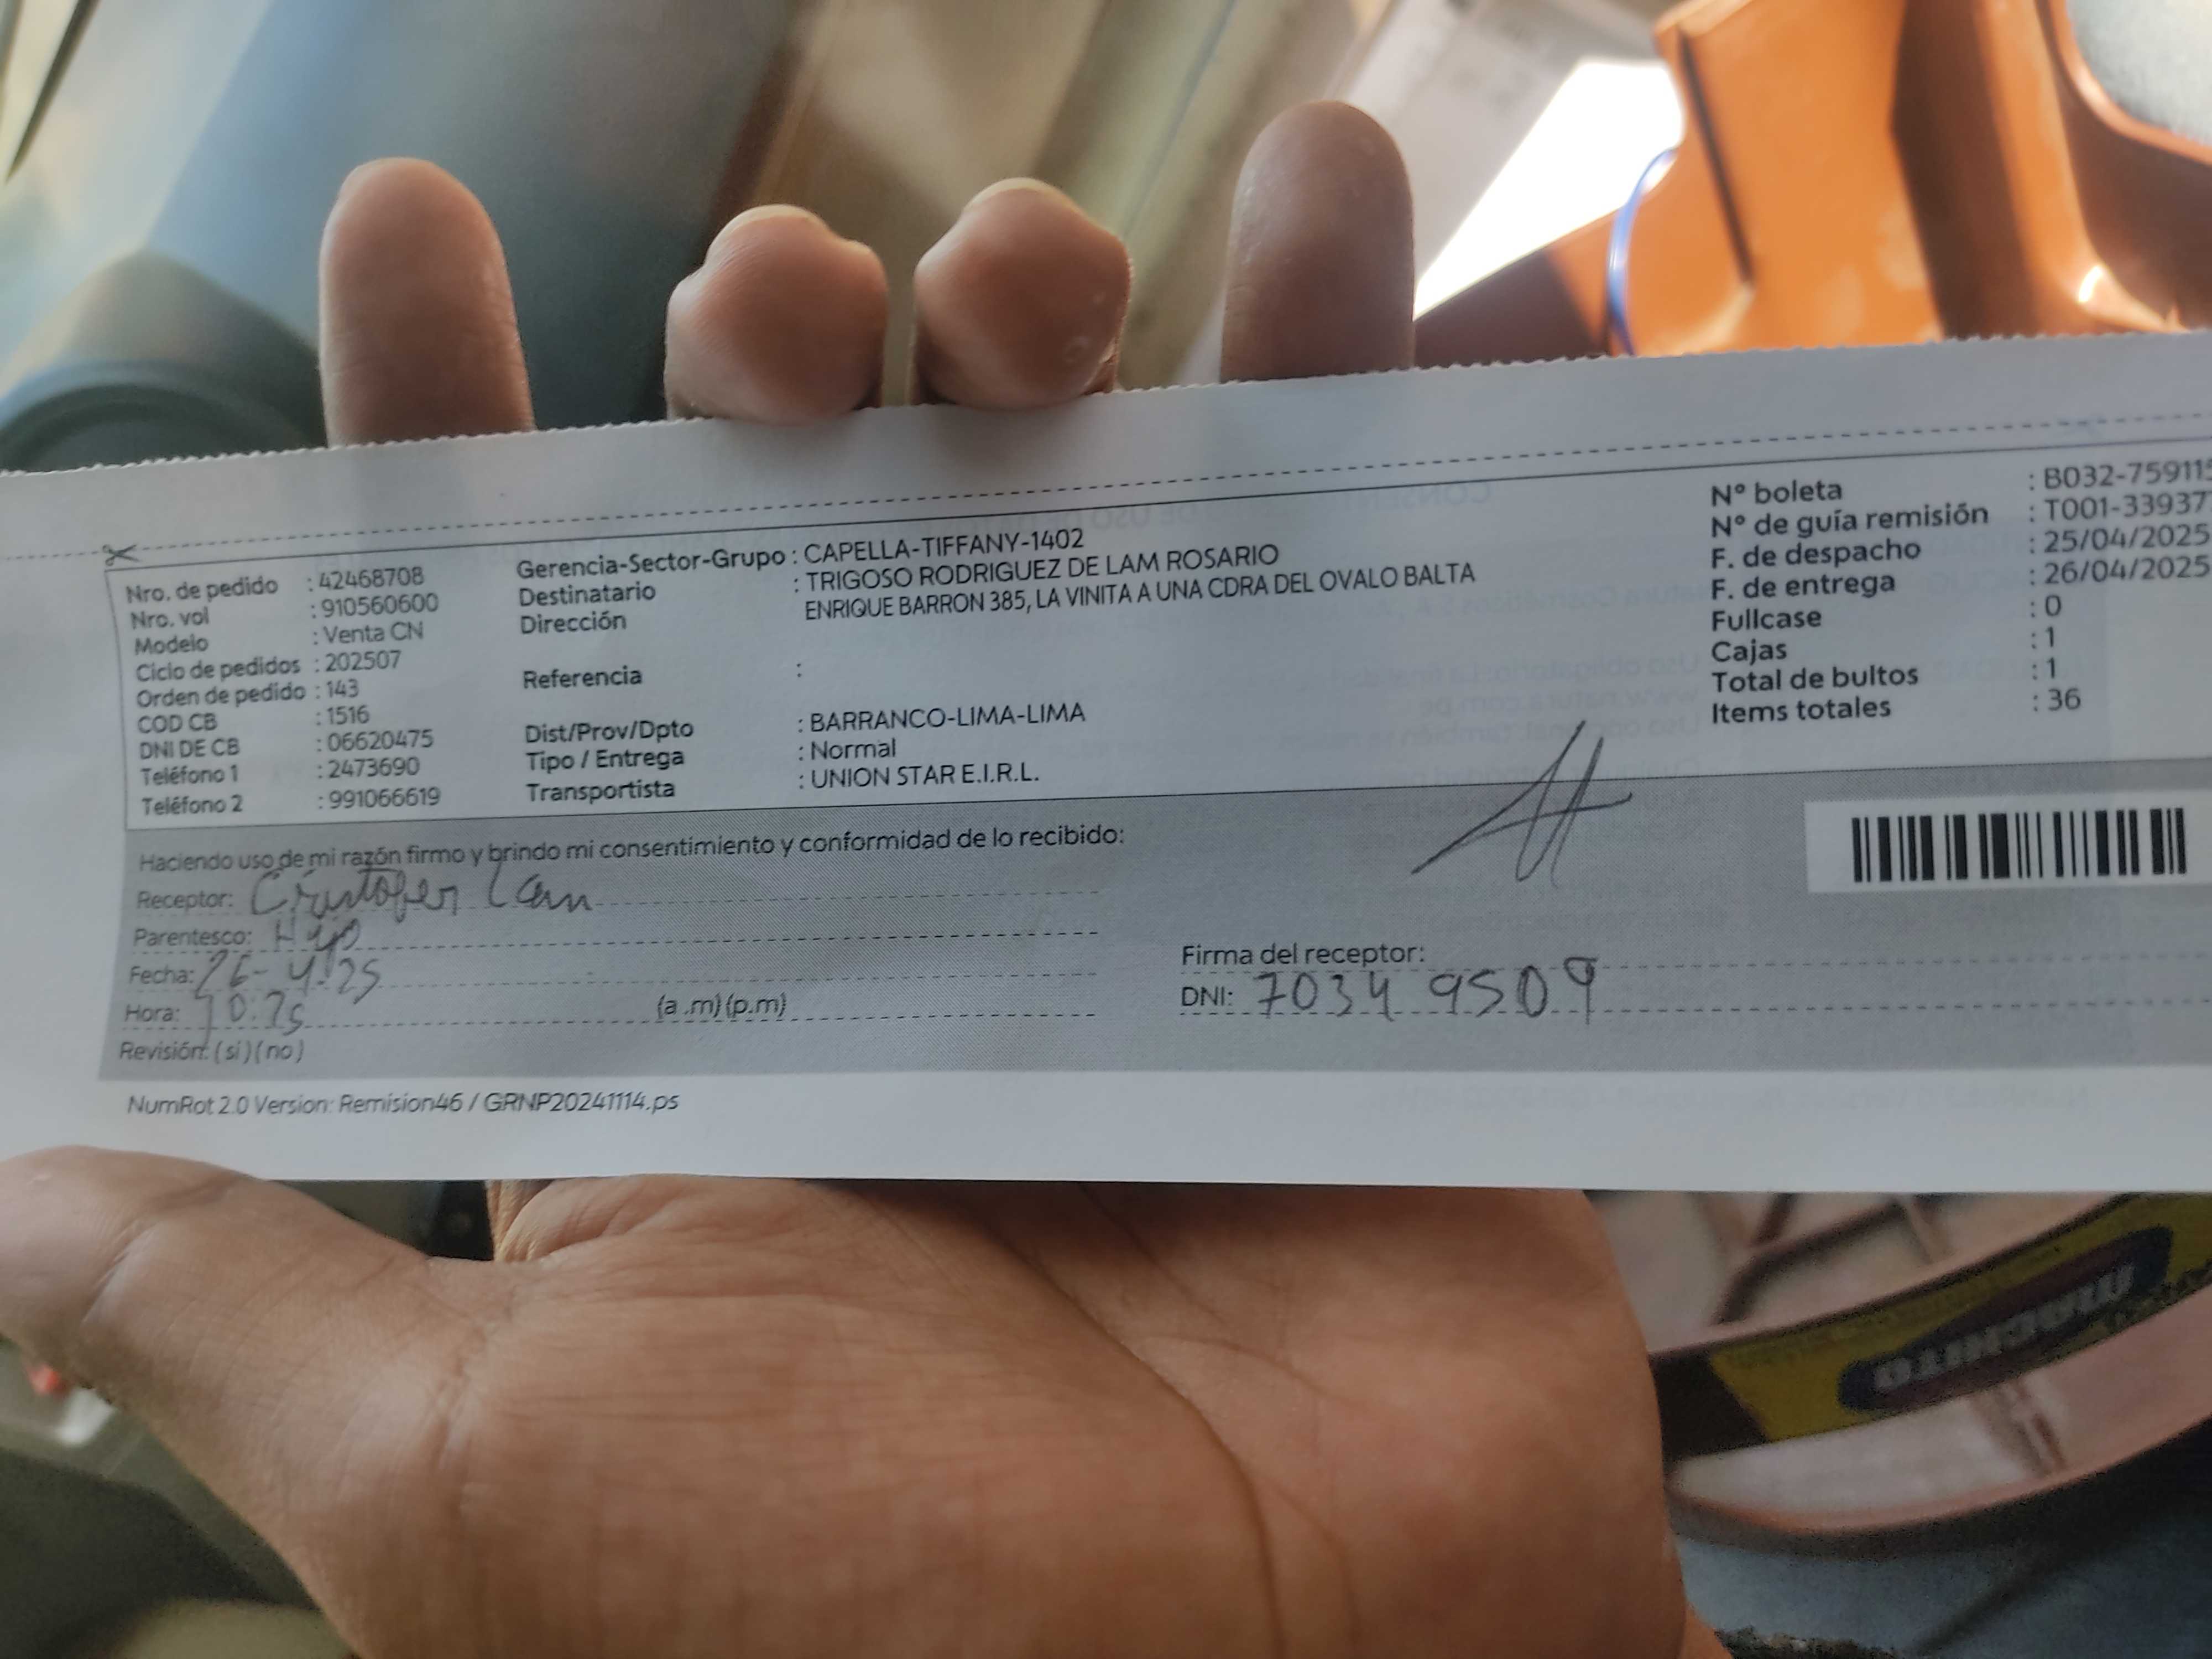 Nro. de pedido : 42468708
Nro. vol : 910560600
Modelo : Venta CN
Ciclo de pedidos : 202507
Orden de pedido : 143
COD CB : 1516
DNI DE CB : 06620475
Teléfono 1 : 2473690
Teléfono 2 : 991066619
Gerencia-Sector-Grupo : CAPELLA-TIFFANY-1402
Destinatario : TRIGOSO RODRIGUEZ DE LAM ROSARIO
Dirección ENRIQUE BARRON 385, LA VINITA A UNA CDRA DEL OVALO BALTA
Referencia :
Dist/Prov/Dpto : BARRANCO-LIMA-LIMA
Tipo / Entrega : Normal
Transportista : UNION STAR E.I.R.L.
N° boleta : B032-759115
N° de guía remisión : T001-33937
F. de despacho : 25/04/2025
F. de entrega : 26/04/2025
Fullcase : 0
Cajas : 1
Total de bultos : 1
Items totales : 36
Haciendo uso de mi razón firmo y brindo mi consentimiento y conformidad de lo recibido:
Receptor: Cristofer Lam
Parentesco: Hijo
Fecha: 26-4-25
Hora: 10:25 (a .m) (p.m)
Revisión: ( si ) ( no )
Firma del receptor:
DNI: 70349509
NumRot 2.0 Version: Remision46 / GRNP20241114.ps